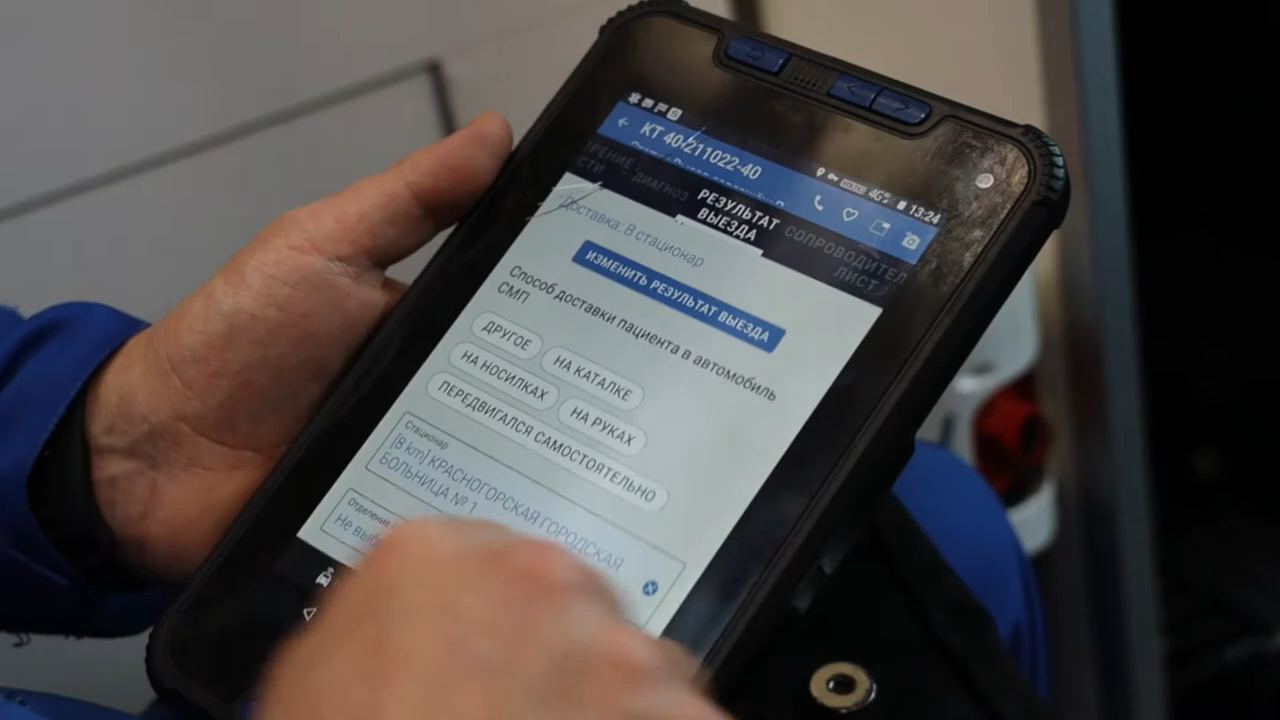 4G
13:24
КТ 40-211022-40
ДИАГНОЗ
РЕЗУЛЬТАТ
ВЫЕЗДА
СОПРОВОДИТЕЛ
ЛИСТ
Доставка. В стационар
ИЗМЕНИТЬ РЕЗУЛЬТАТ ВЫЕЗДА
Способ доставки пациента в автомобиль
СМП
ДРУГОЕ
НА КАТАЛКЕ
НА НОСИЛКАХ
НА РУКАХ
ПЕРЕДВИГАЛСЯ САМОСТОЯТЕЛЬНО
Стационар
[8 km] КРАСНОГОРСКАЯ ГОРОДСКАЯ
БОЛЬНИЦА № 1
Отделение
Не